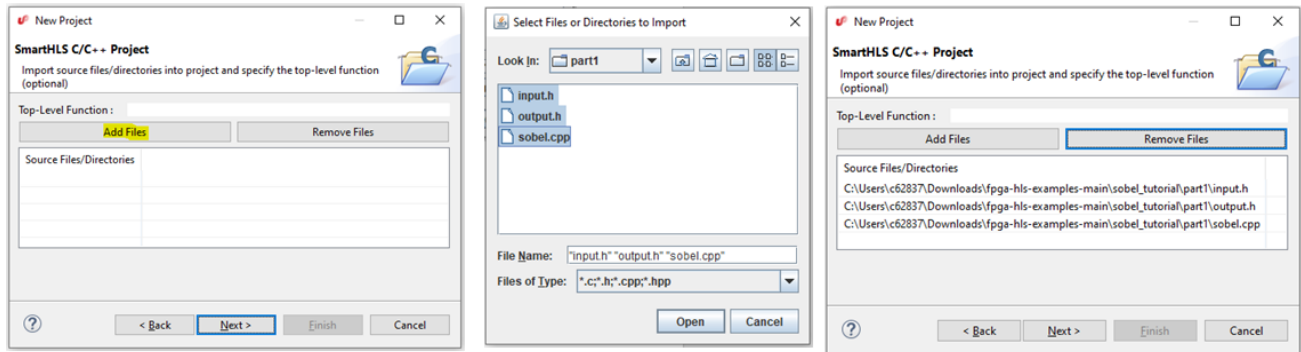 New Project
SmartHLS C/C++ Project
Import source files/directories into project and specify the top-level function
(optional)
Top-Level Function :
Add Files
Remove Files
Source Files/Directories
?
< Back
Next >
Finish
Cancel
Select Files or Directories to Import
Look In:
part1
input.h
output.h
sobel.cpp
File Name:
"input.h" "output.h" "sobel.cpp"
Files of Type:
*.c;*.h;*.cpp;*.hpp
Open
Cancel
New Project
SmartHLS C/C++ Project
Import source files/directories into project and specify the top-level function
(optional)
Top-Level Function :
Add Files
Remove Files
Source Files/Directories
C:\Users\c62837\Downloads\fpga-hls-examples-main\sobel_tutorial\part1\input.h
C:\Users\c62837\Downloads\fpga-hls-examples-main\sobel_tutorial\part1\output.h
C:\Users\c62837\Downloads\fpga-hls-examples-main\sobel_tutorial\part1\sobel.cpp
?
< Back
Next >
Finish
Cancel